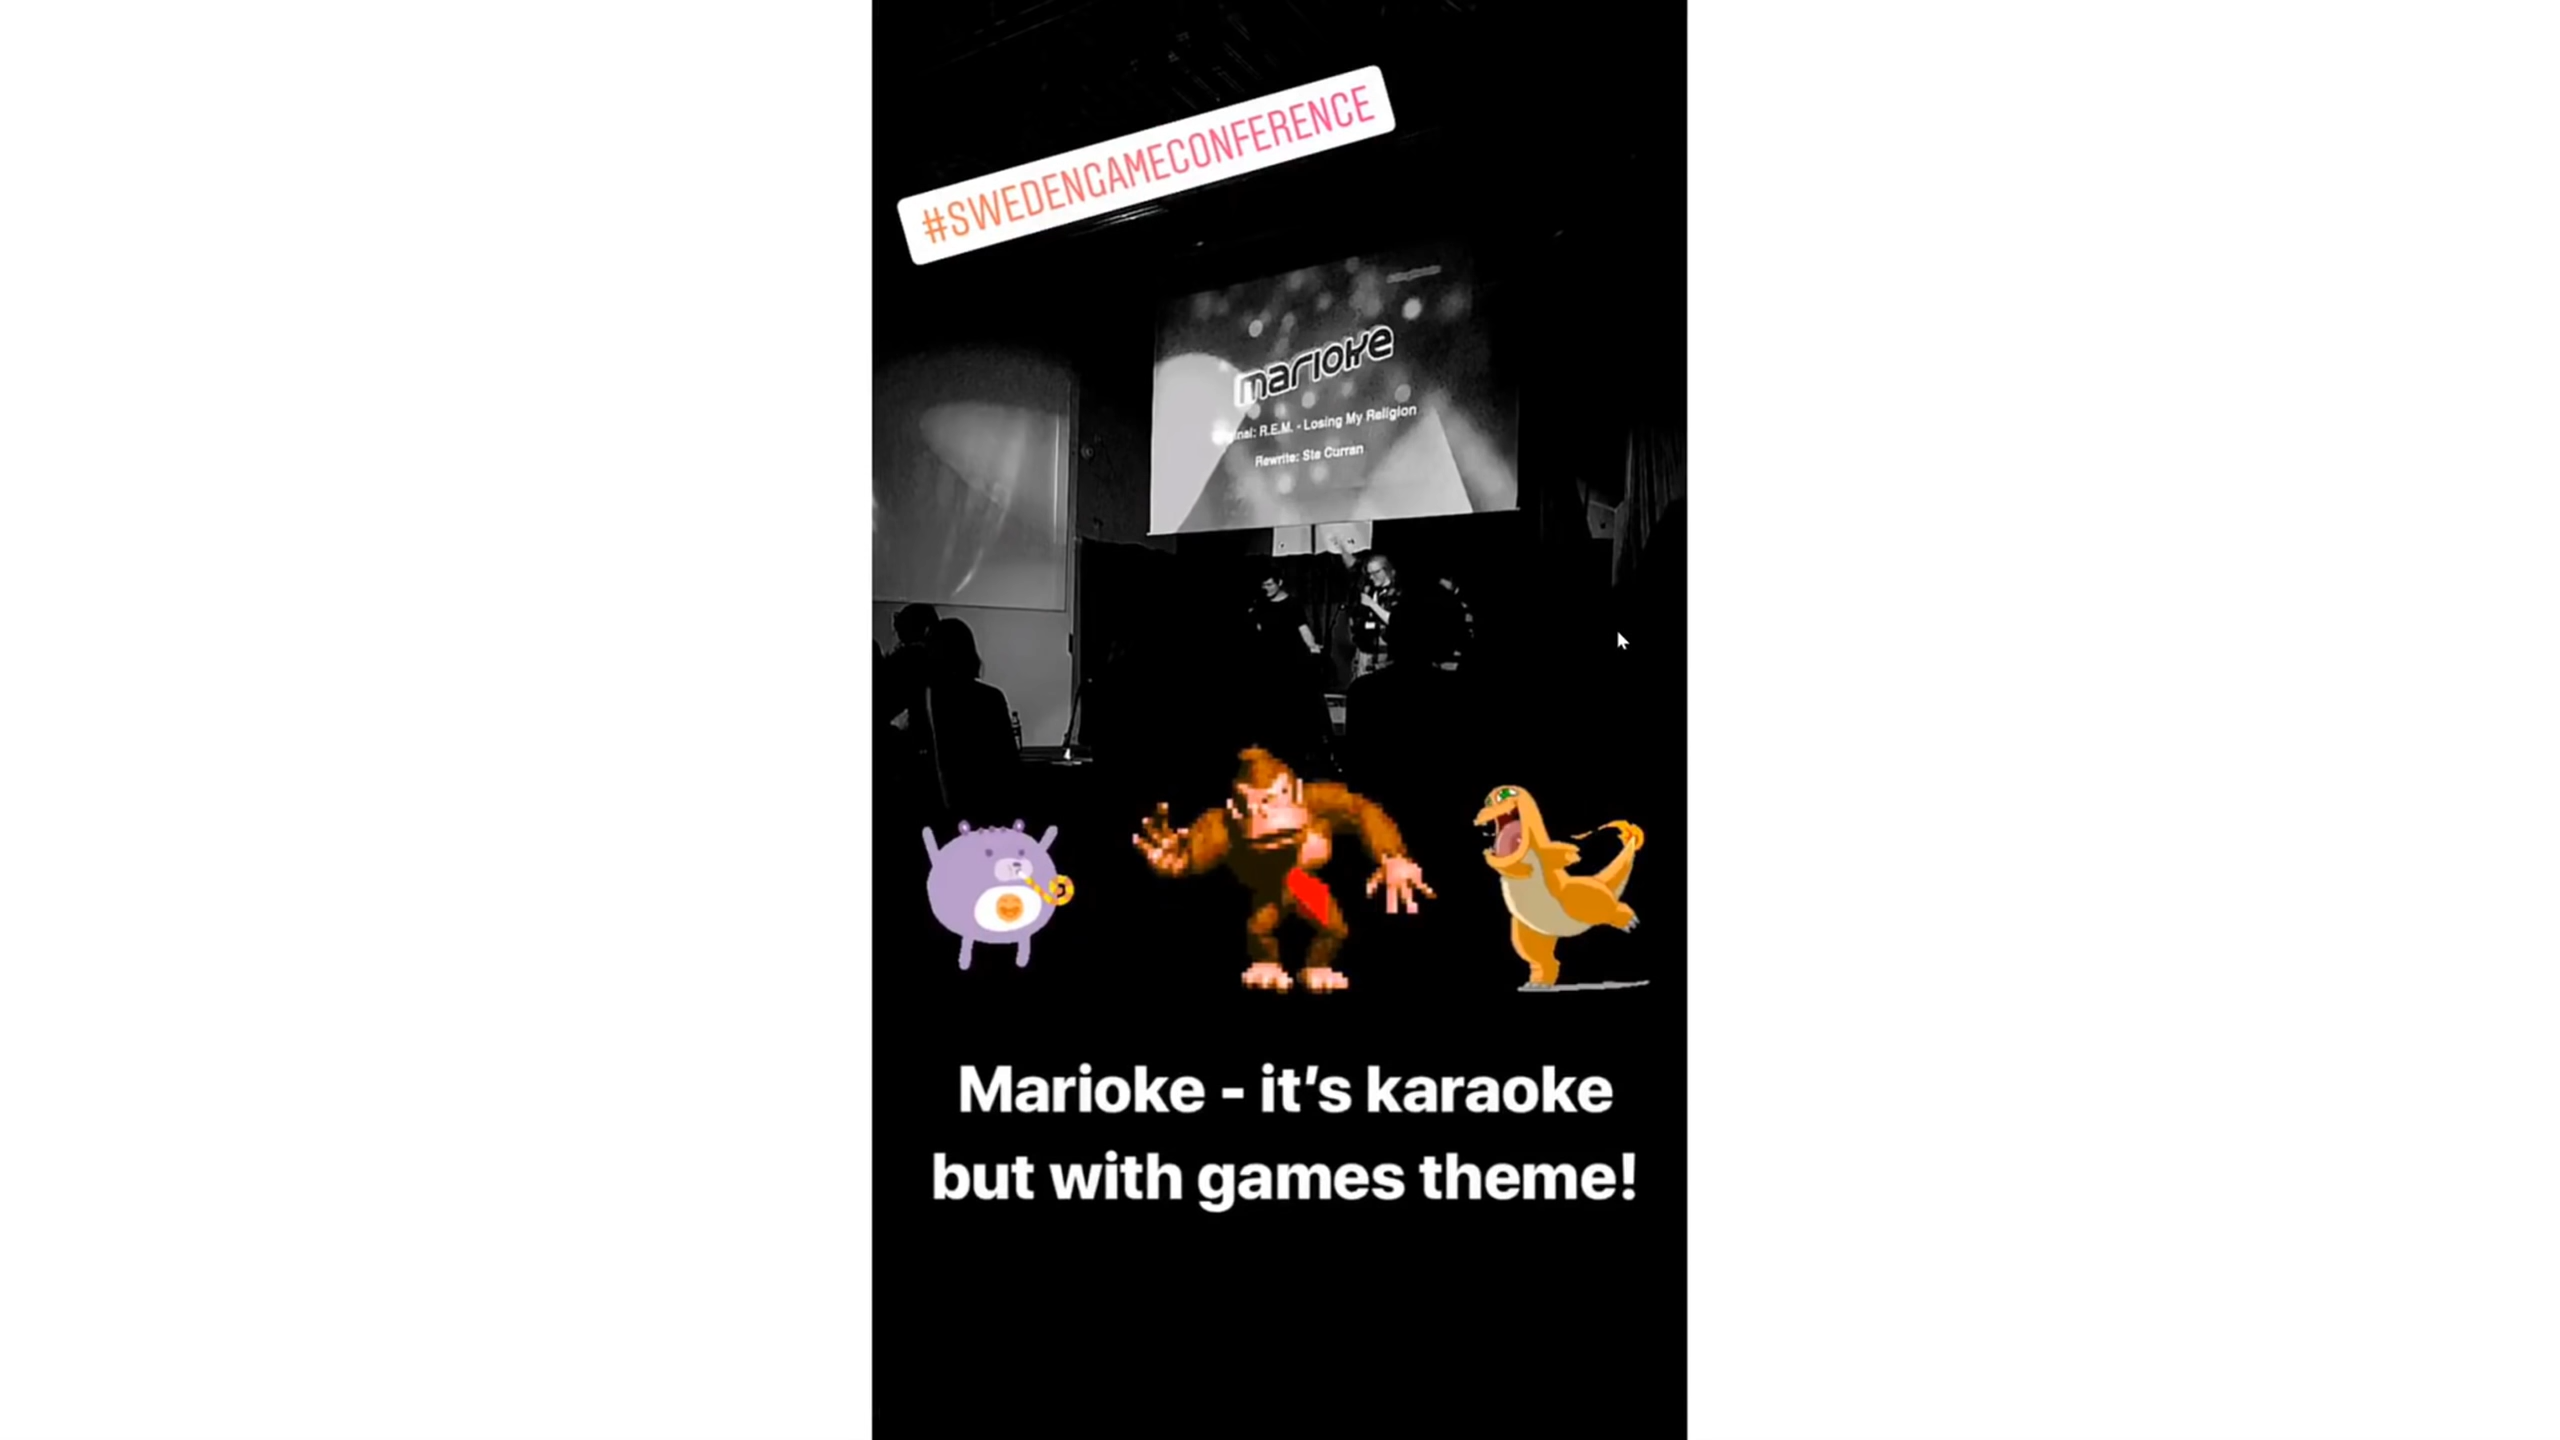 #SWEDENGAMECONFERENCE
marioke
R.E.M. - Losing My Religion
Rewrite: Ste Curran
Marioke - it's karaoke
but with games theme!